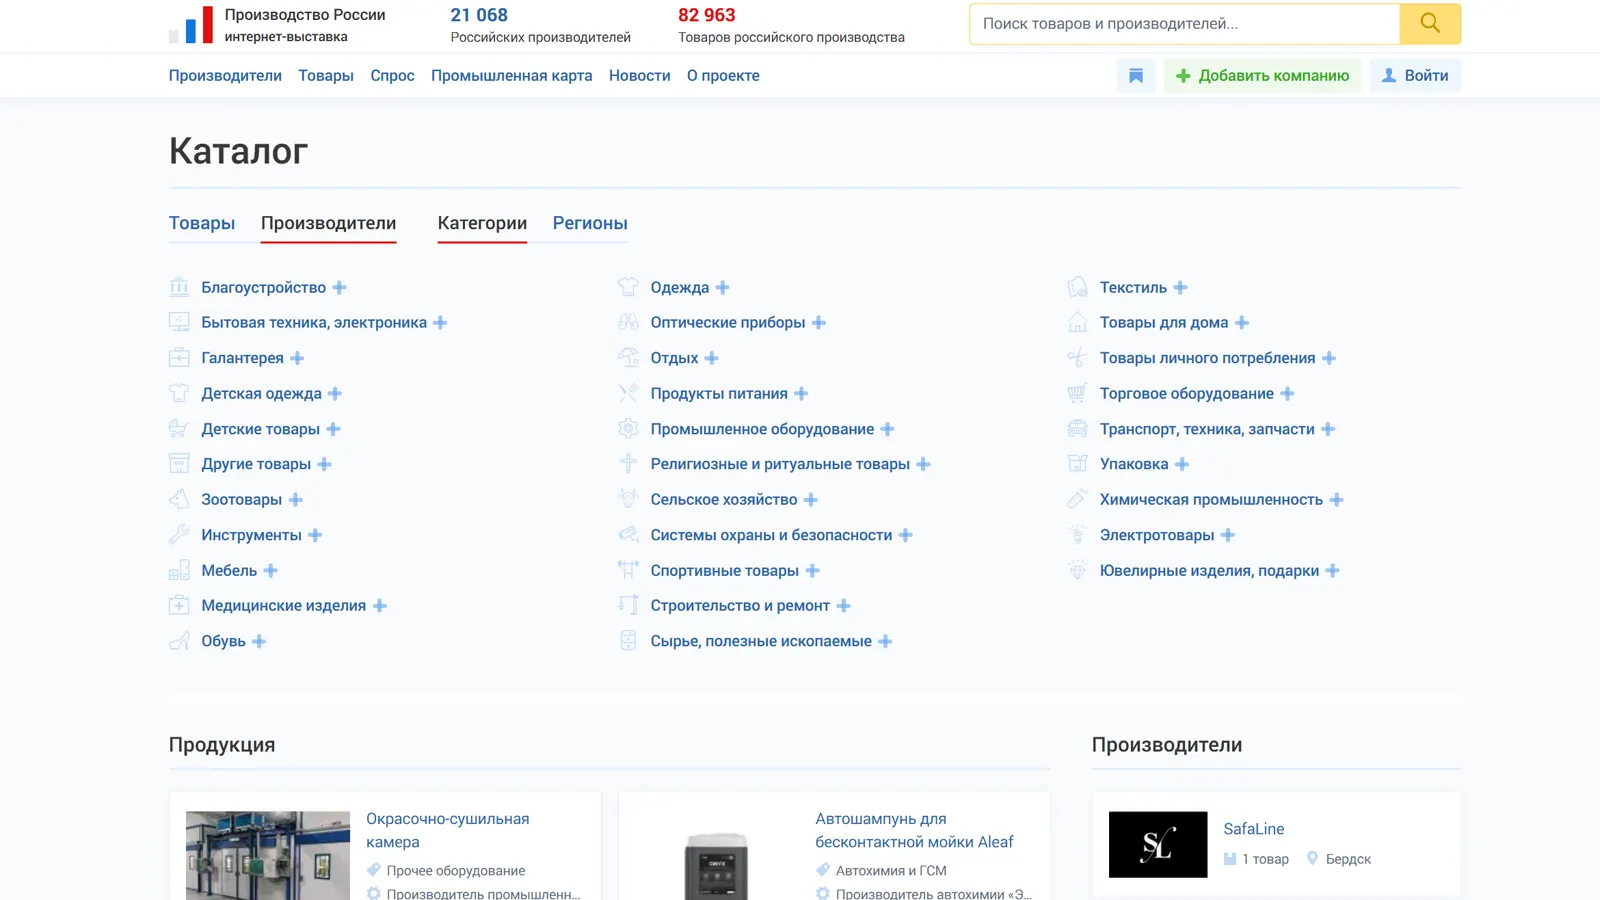 Производство России
интернет-выставка
21 068
Российских производителей
82 963
Товаров российского производства
Поиск товаров и производителей...
Производители
Товары
Спрос
Промышленная карта
Новости
О проекте
Добавить компанию
Войти
Каталог
Товары
Производители
Категории
Регионы
Благоустройство
Бытовая техника, электроника
Галантерея
Детская одежда
Детские товары
Другие товары
Зоотовары
Инструменты
Мебель
Медицинские изделия
Обувь
Одежда
Оптические приборы
Отдых
Продукты питания
Промышленное оборудование
Религиозные и ритуальные товары
Сельское хозяйство
Системы охраны и безопасности
Спортивные товары
Строительство и ремонт
Сырье, полезные ископаемые
Текстиль
Товары для дома
Товары личного потребления
Торговое оборудование
Транспорт, техника, запчасти
Упаковка
Химическая промышленность
Электротовары
Ювелирные изделия, подарки
Продукция
Окрасочно-сушильная
камера
Прочее оборудование
Производитель промышленн...
Автошампунь для
бесконтактной мойки Aleaf
Автохимия и ГСМ
Производитель автохимии «Э...
ONYX
Производители
SL
SafaLine
1 товар
Бердск